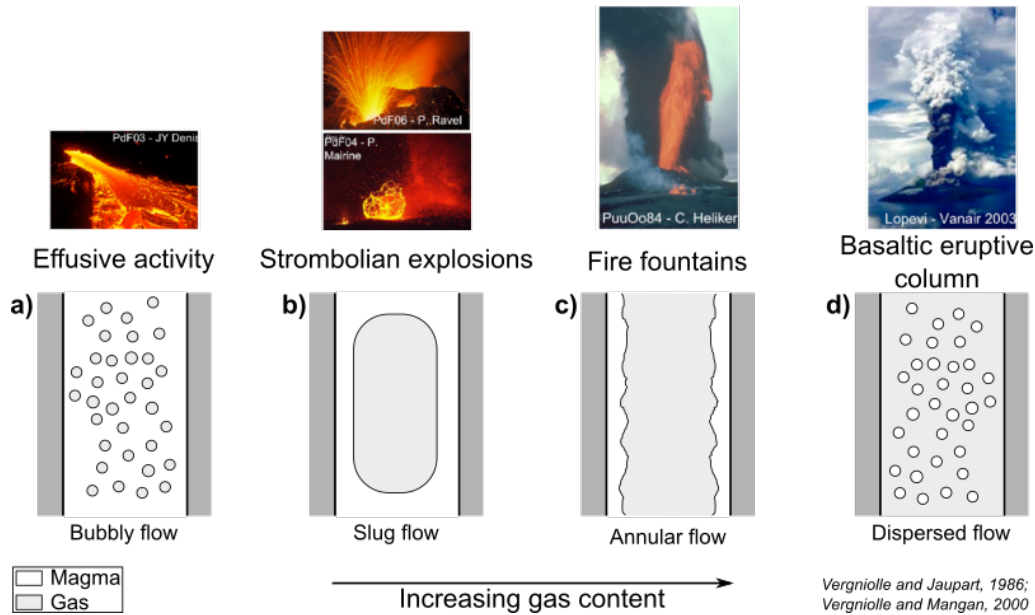 PdF03 - JY Denis
PdF06 - P. Ravel
PdF04 - P.
Mairine
PuuOo84 - C. Heliker
Lopevi - Vanair 2003
Effusive activity
Strombolian explosions
Fire fountains
Basaltic eruptive
column
a)
b)
c)
d)
Bubbly flow
Slug flow
Annular flow
Dispersed flow
Magma
Gas
Increasing gas content
Vergniolle and Jaupart, 1986;
Vergniolle and Mangan, 2000